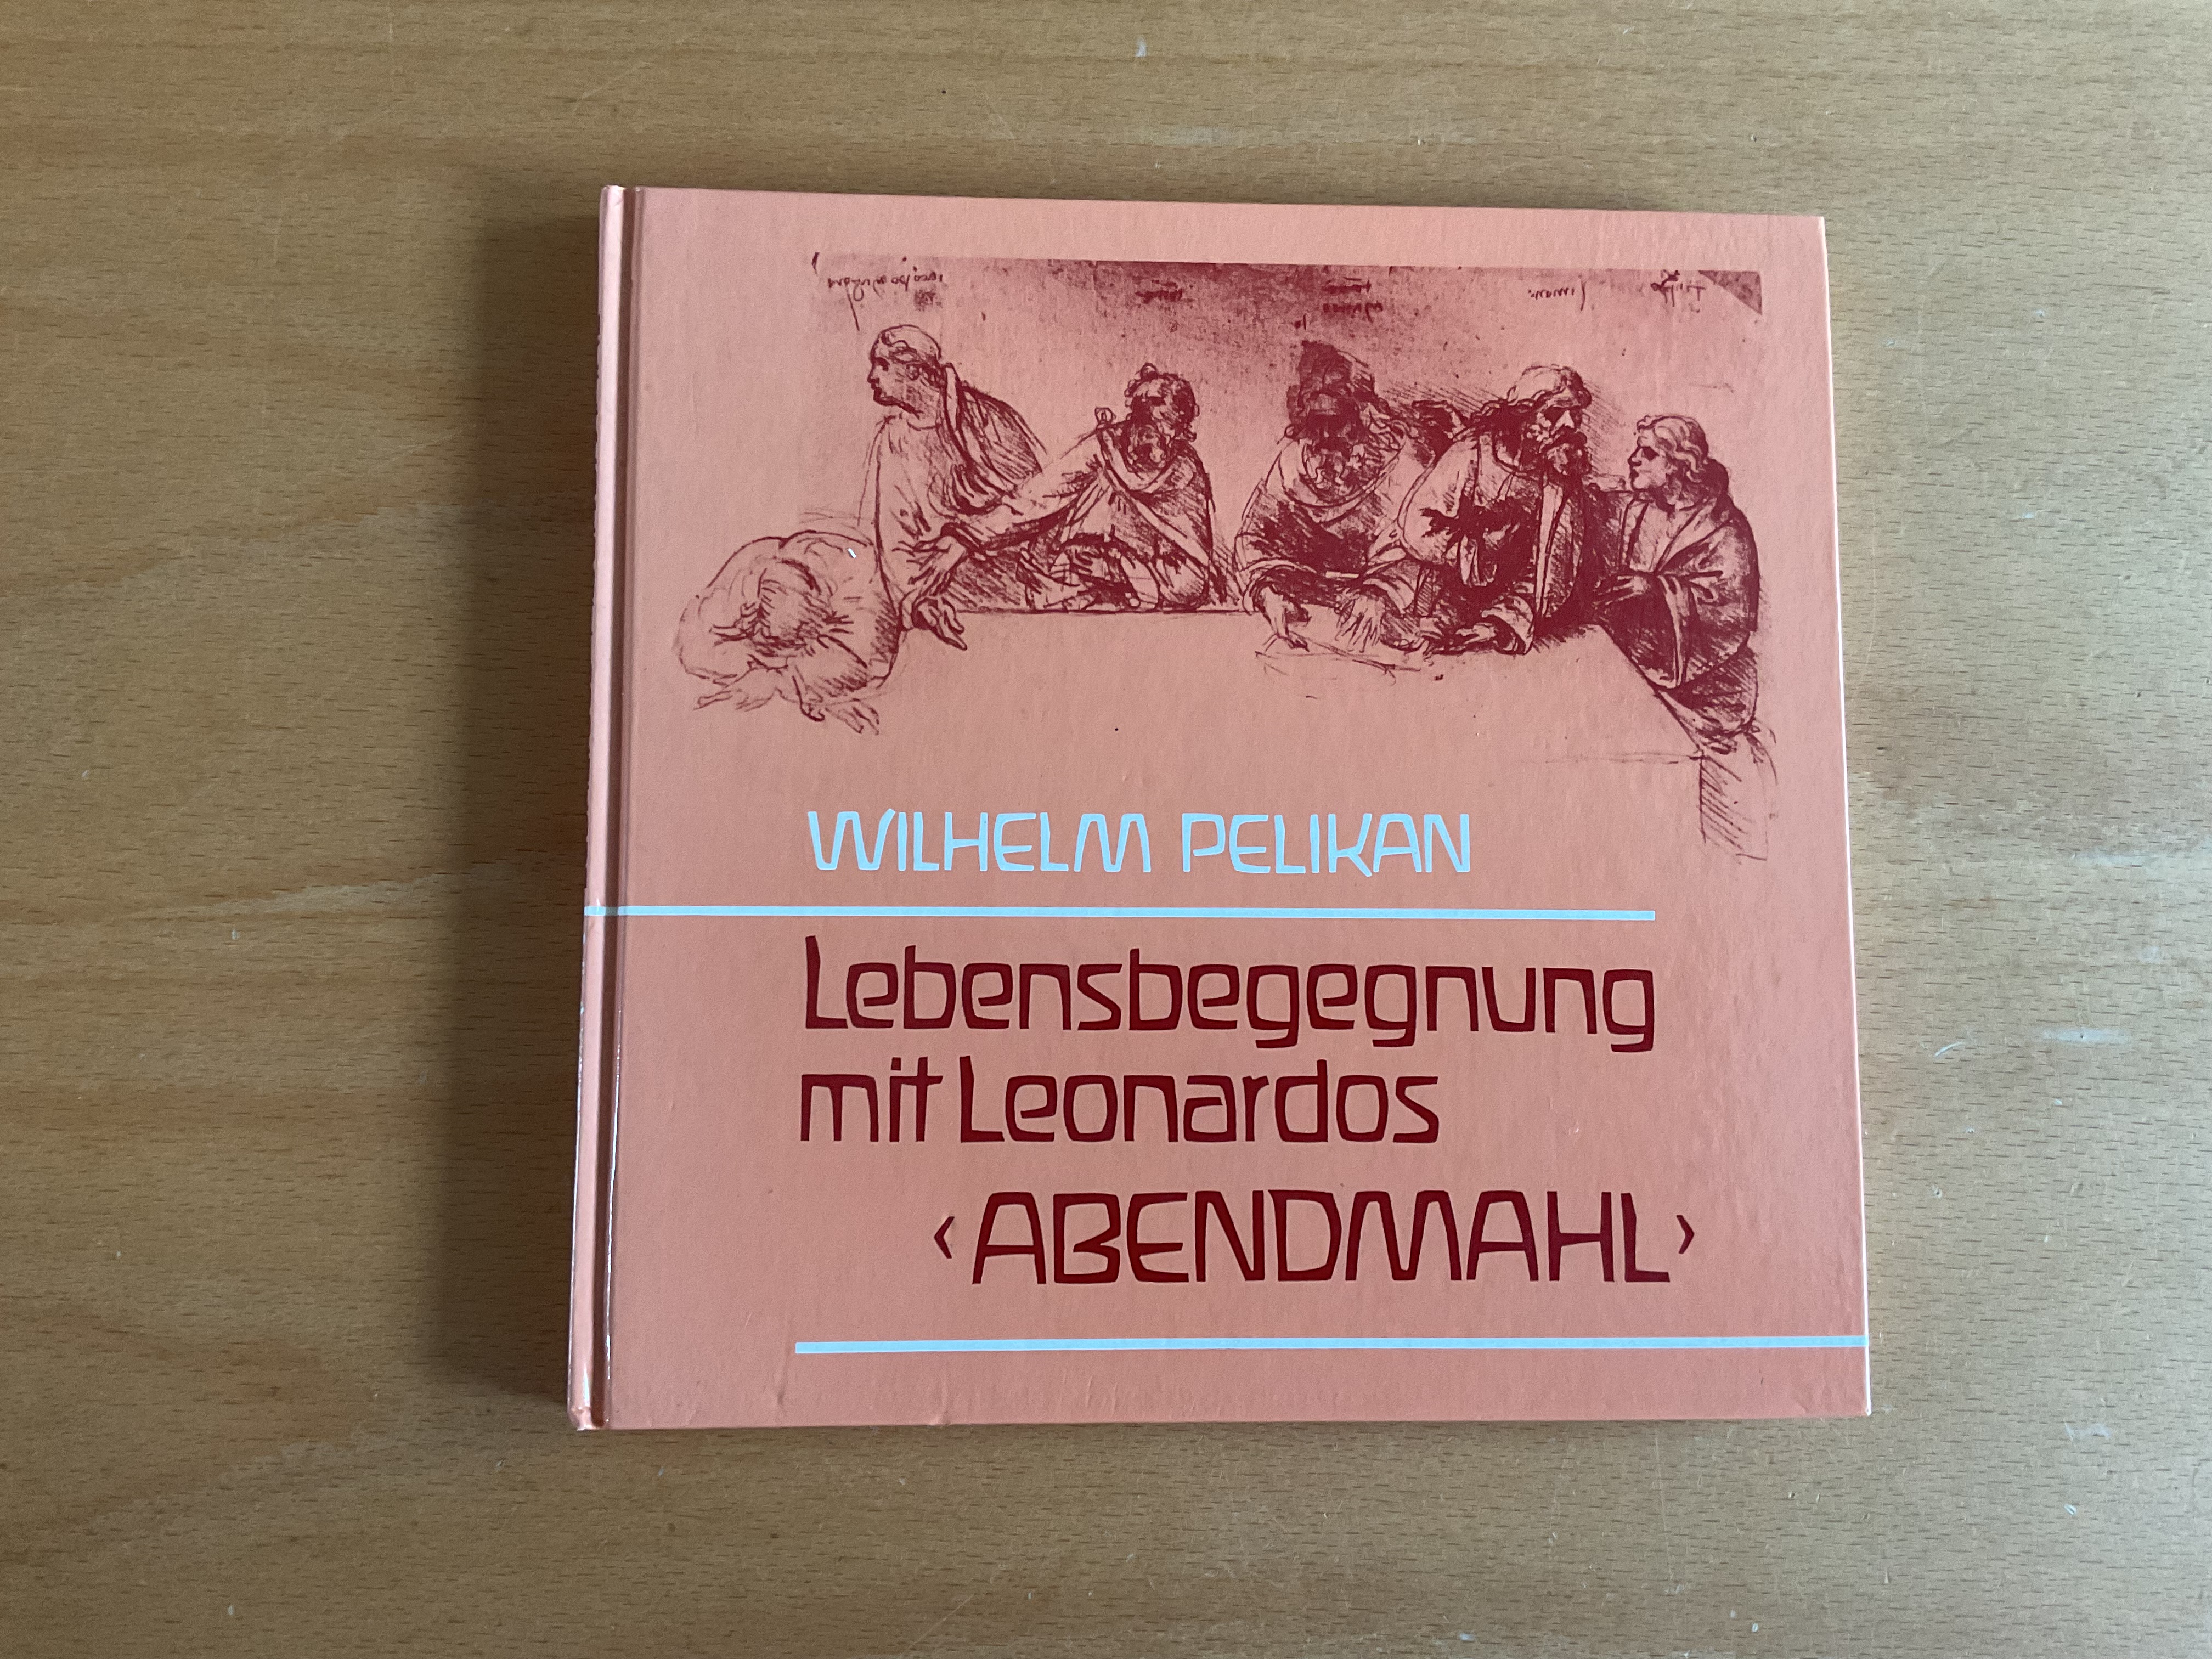 WILHELM PELIKAN
Lebensbegegnung
mit Leonardos
‹ABENDMAHL›